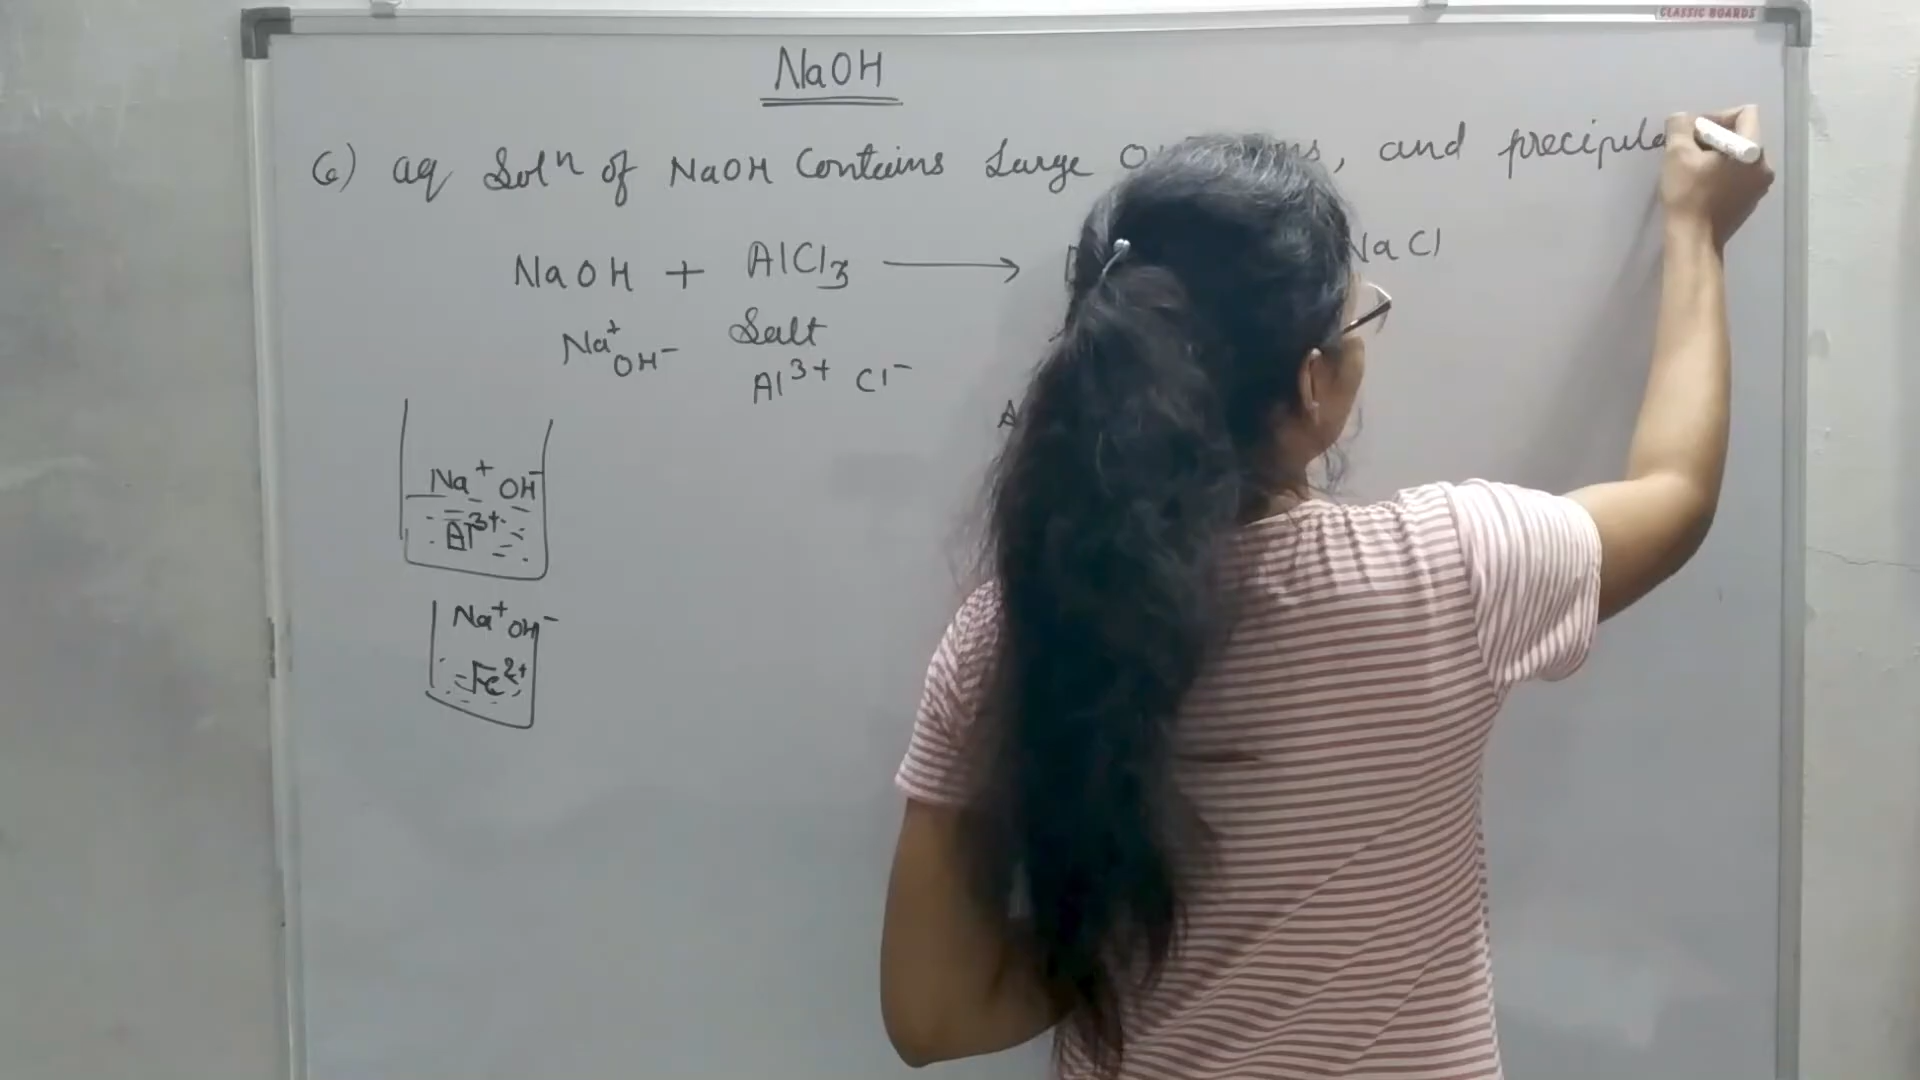 CLASSIC BOARDS
NaOH
6) aq Solⁿ of NaOH Contains Large , and precipita
NaOH + AlCl₃ ⟶ NaCl
Na⁺ OH⁻ Salt
Al³⁺ Cl⁻
Na⁺ OH⁻
Al³⁺
Na⁺ OH⁻
Fe²⁺